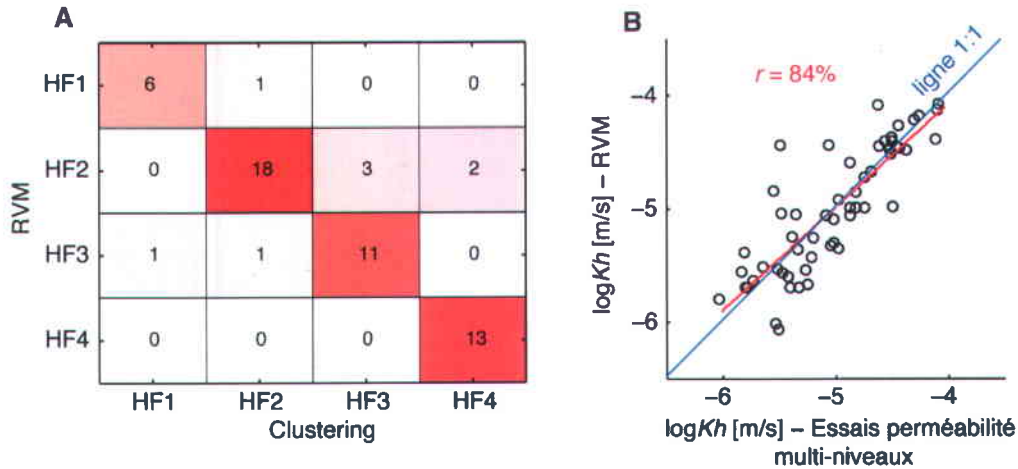 A
HF1
HF2
HF3
HF4
RVM
6 1 0 0
0 18 3 2
1 1 11 0
0 0 0 13
HF1 HF2 HF3 HF4
Clustering
B
r = 84%
ligne 1:1
−4
−5
−6
logKh [m/s] – RVM
−6 −5 −4
logKh [m/s] – Essais perméabilité
multi-niveaux